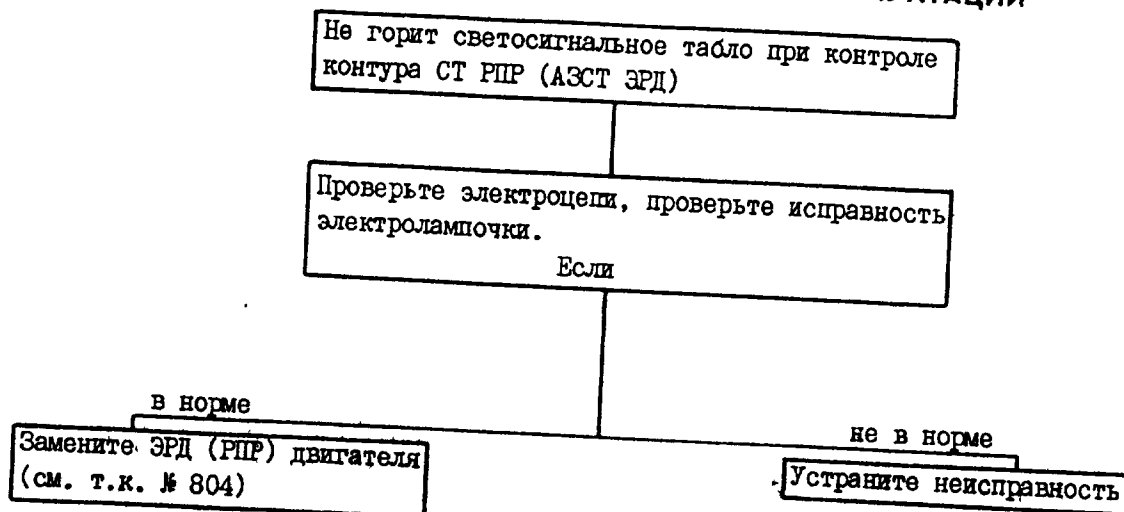 Не горит светосигнальное табло при контроле
контура СТ РПР (АЗСТ ЭРД)
Проверьте электроцепи, проверьте исправность
электролампочки.
Если
в норме
не в норме
Замените ЭРД (РПР) двигателя
(см. т.к. № 804)
Устраните неисправность